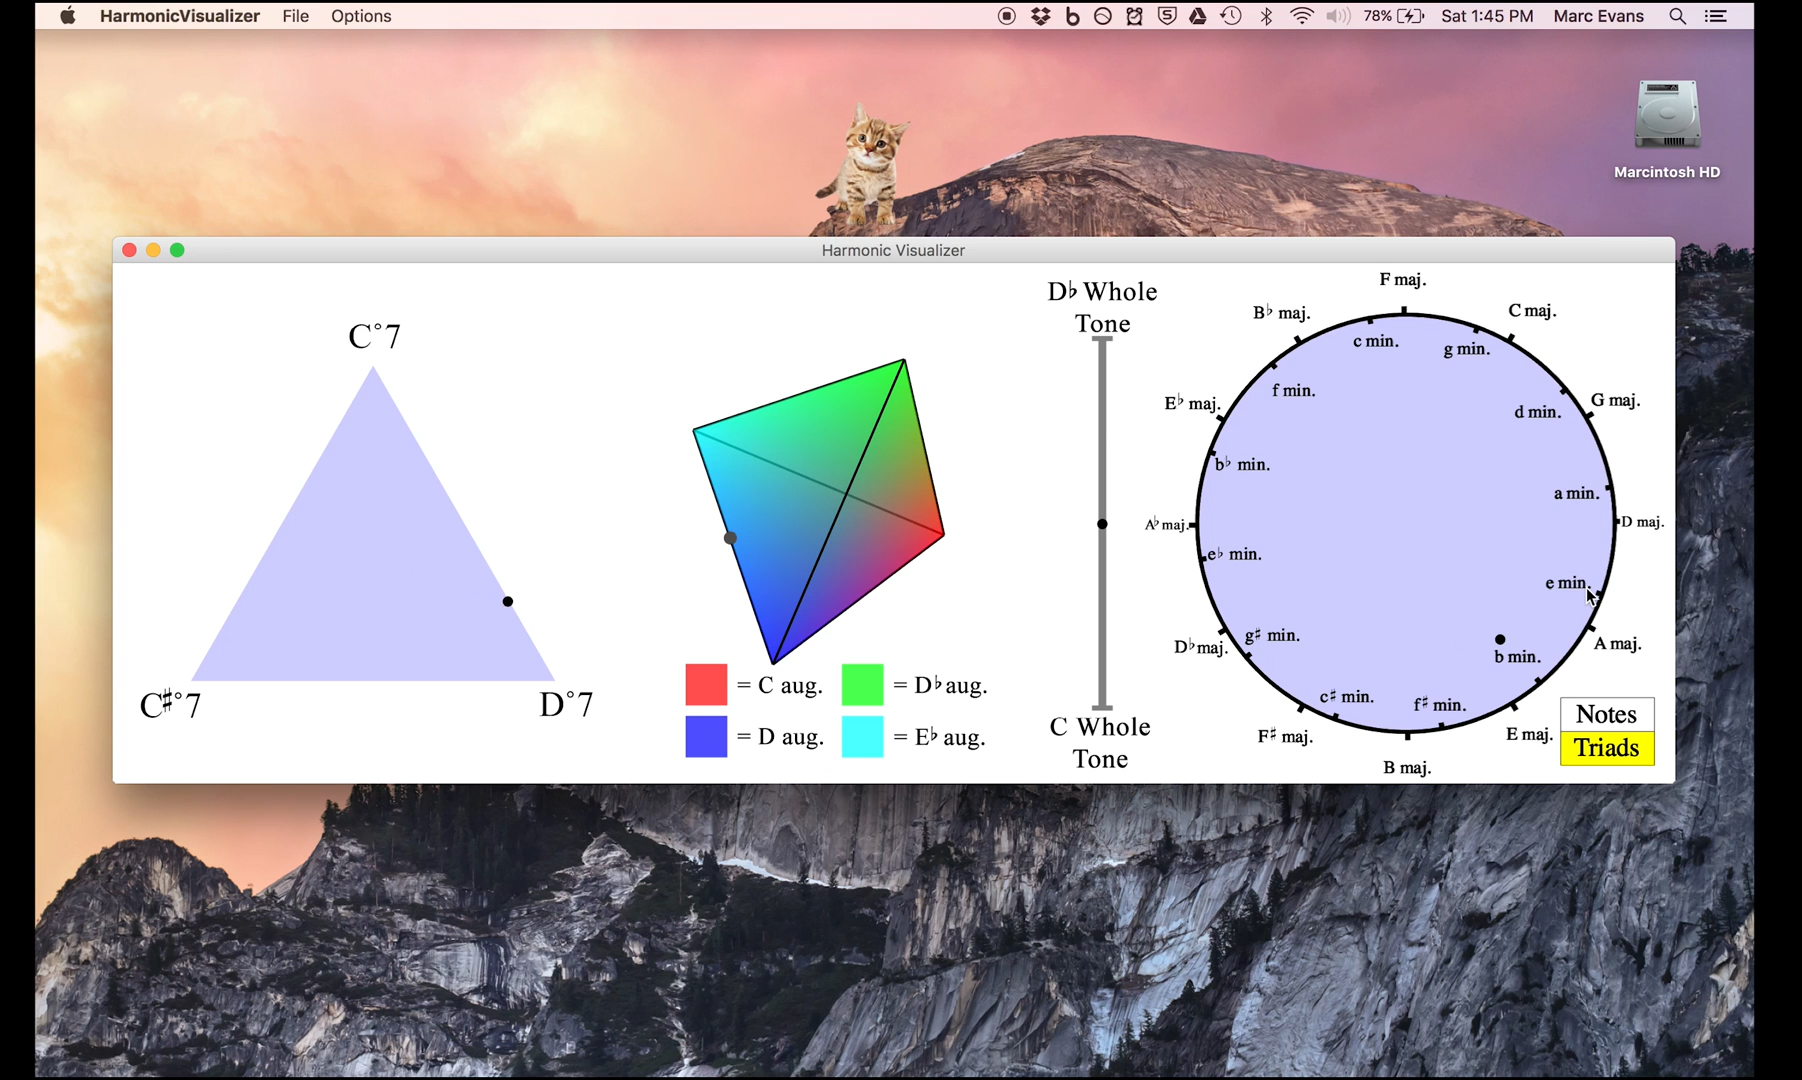 HarmonicVisualizer File Options 78% Sat 1:45 PM Marc Evans
Marcintosh HD
Harmonic Visualizer
C°7
C♯°7
D°7
= C aug.
= D♭ aug.
= D aug.
= E♭ aug.
D♭ Whole
Tone
C Whole
Tone
F maj.
B♭ maj.
C maj.
c min.
g min.
f min.
E♭ maj.
G maj.
d min.
b♭ min.
a min.
A♭ maj.
D maj.
e♭ min.
e min.
g♯ min.
D♭ maj.
A maj.
b min.
c♯ min.
f♯ min.
F♯ maj.
E maj.
B maj.
Notes
Triads